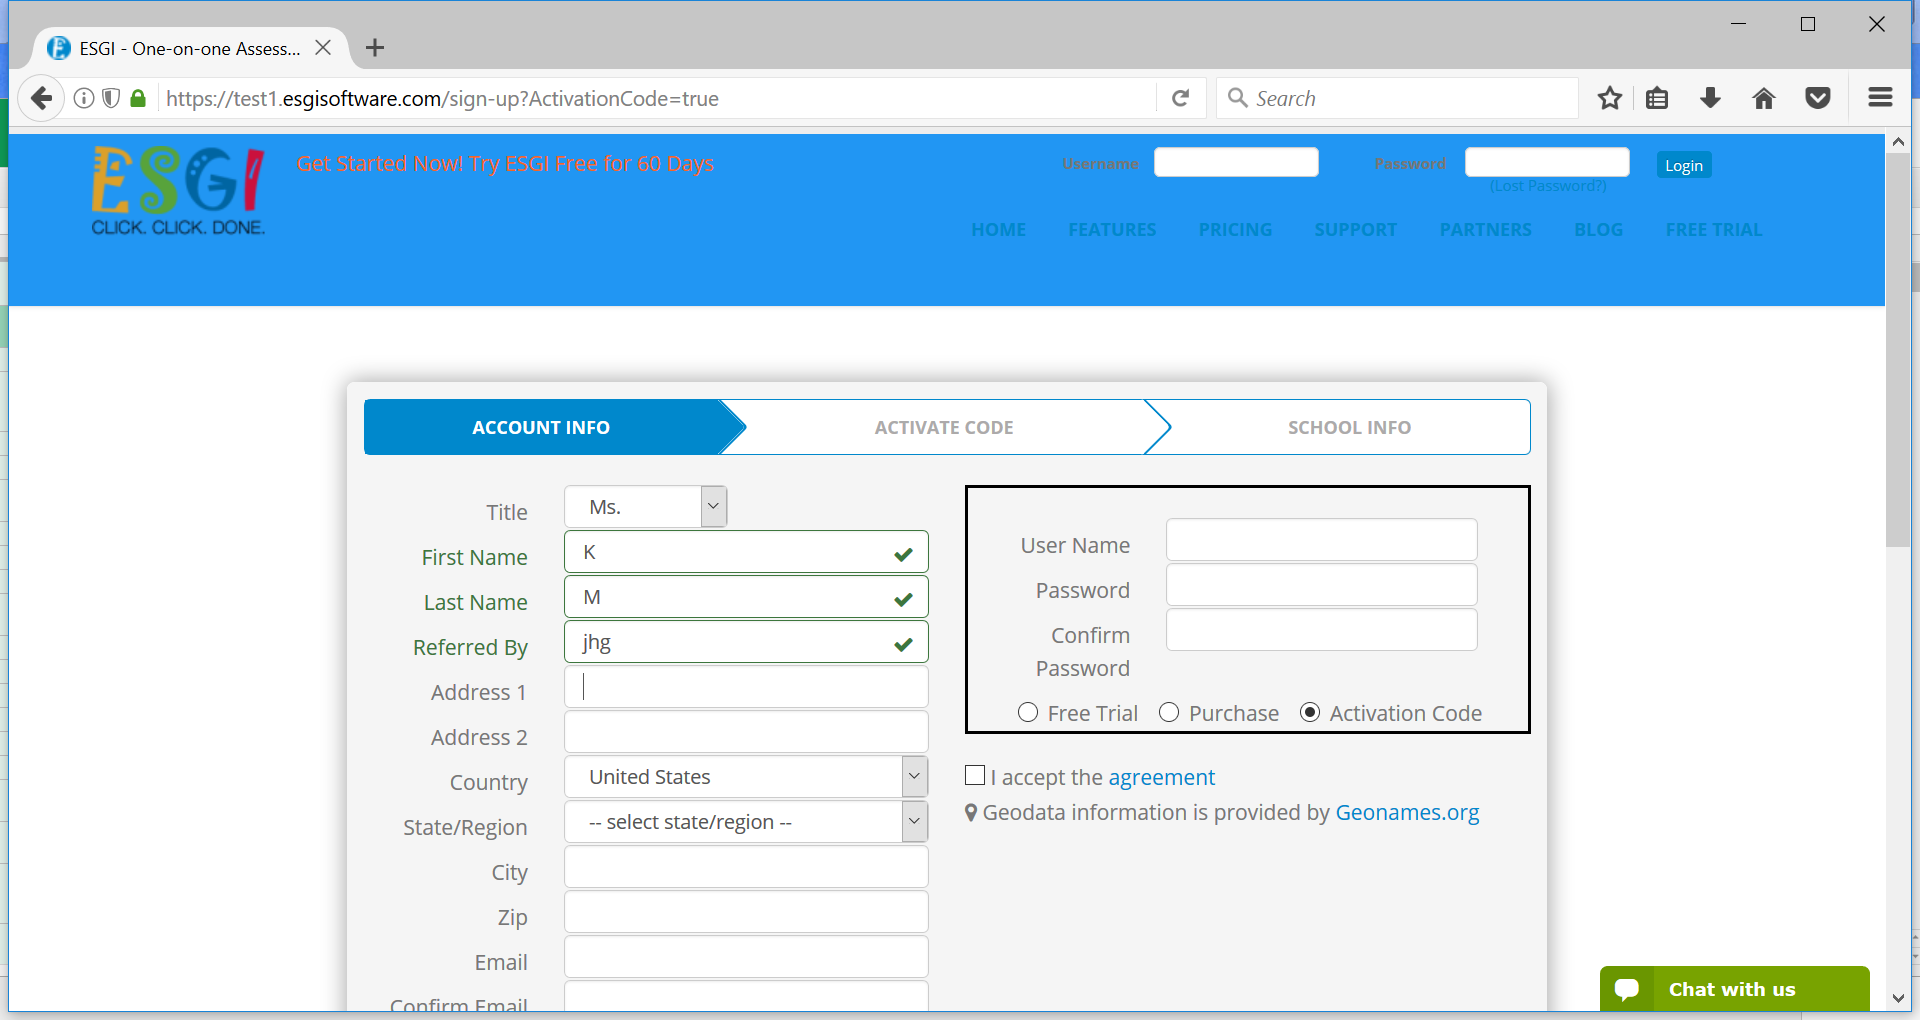 ESGI - One-on-one Assess...
https://test1.esgisoftware.com/sign-up?ActivationCode=true
Search
ESGI
CLICK. CLICK. DONE.
Get Started Now! Try ESGI Free for 60 Days
Username
Password
Login
(Lost Password?)
HOME FEATURES PRICING SUPPORT PARTNERS BLOG FREE TRIAL
ACCOUNT INFO
ACTIVATE CODE
SCHOOL INFO
Title Ms.
First Name K
Last Name M
Referred By jhg
Address 1
Address 2
Country United States
State/Region -- select state/region --
City
Zip
Email
Confirm Email
User Name
Password
Confirm
Password
Free Trial Purchase Activation Code
I accept the agreement
Geodata information is provided by Geonames.org
Chat with us